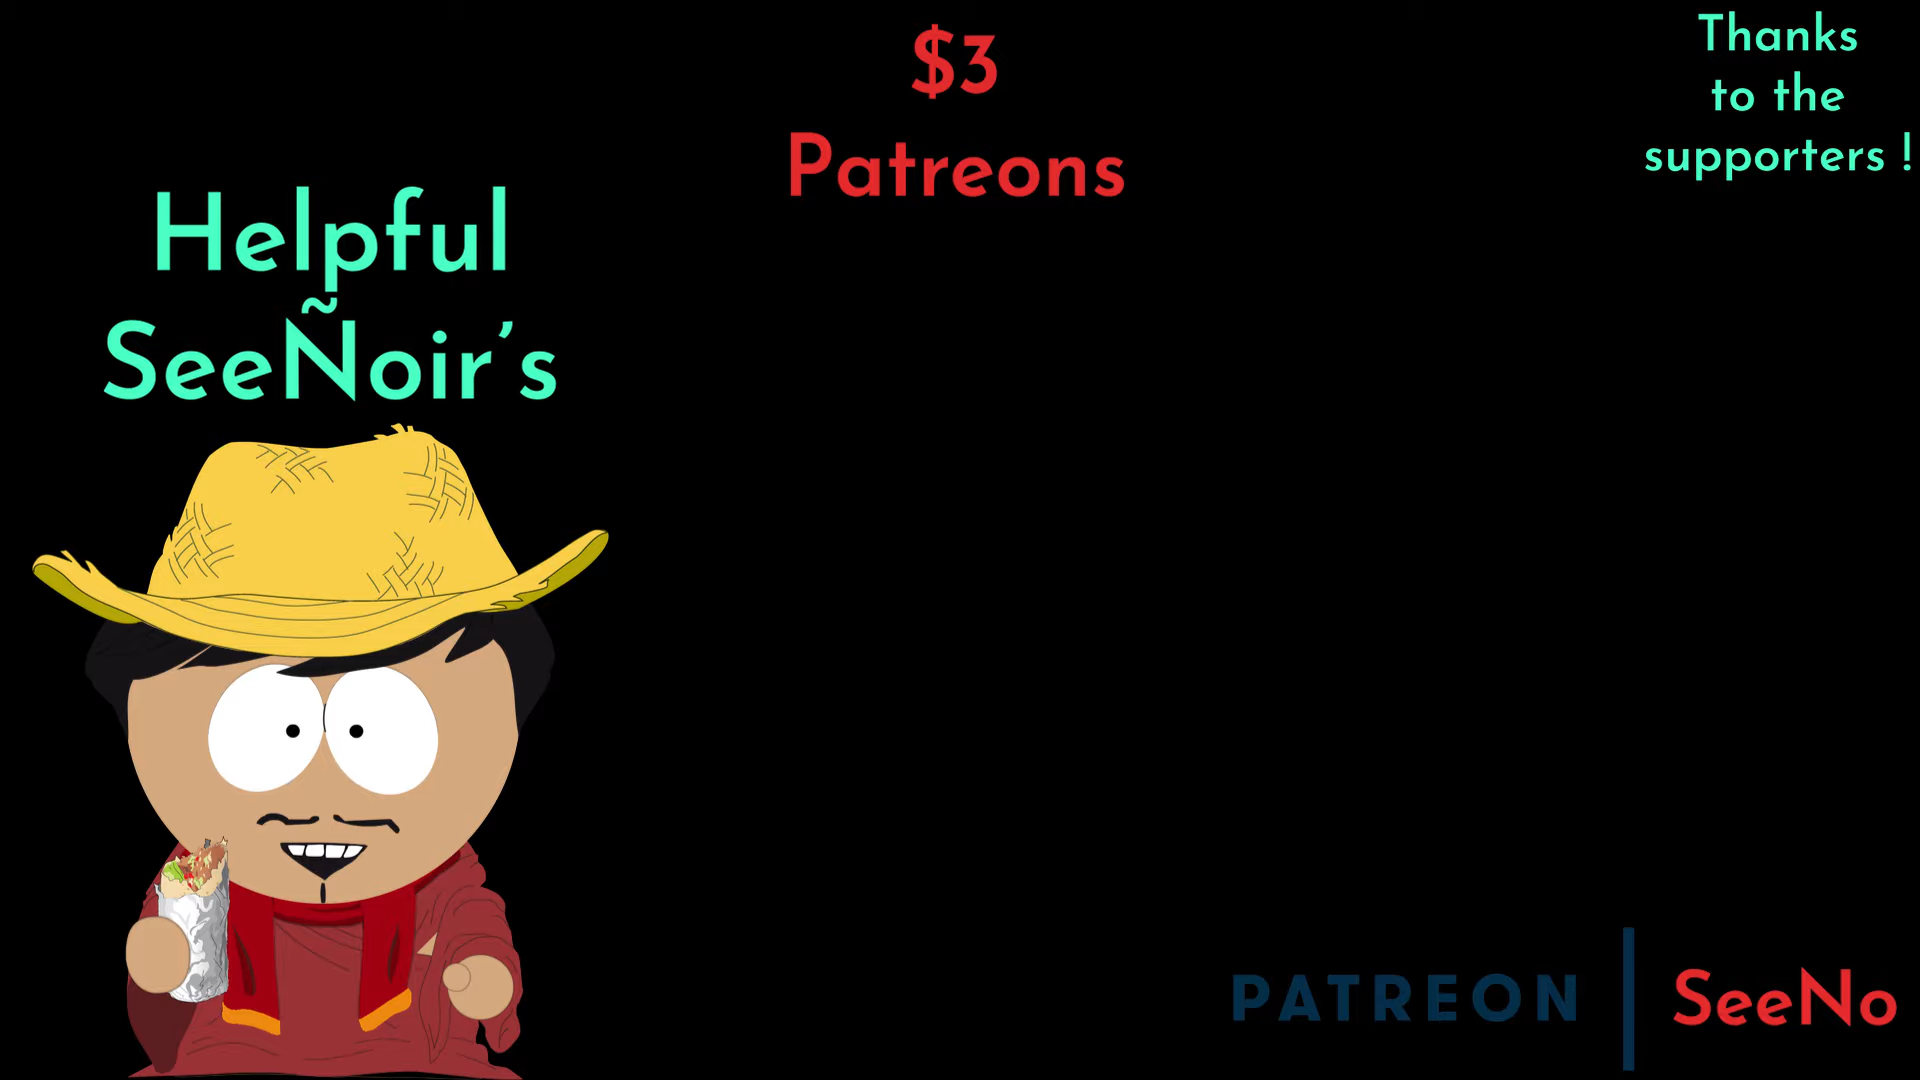 $3
Patreons
Thanks
to the
supporters !
Helpful
SeeÑoir’s
PATREON | SeeNo